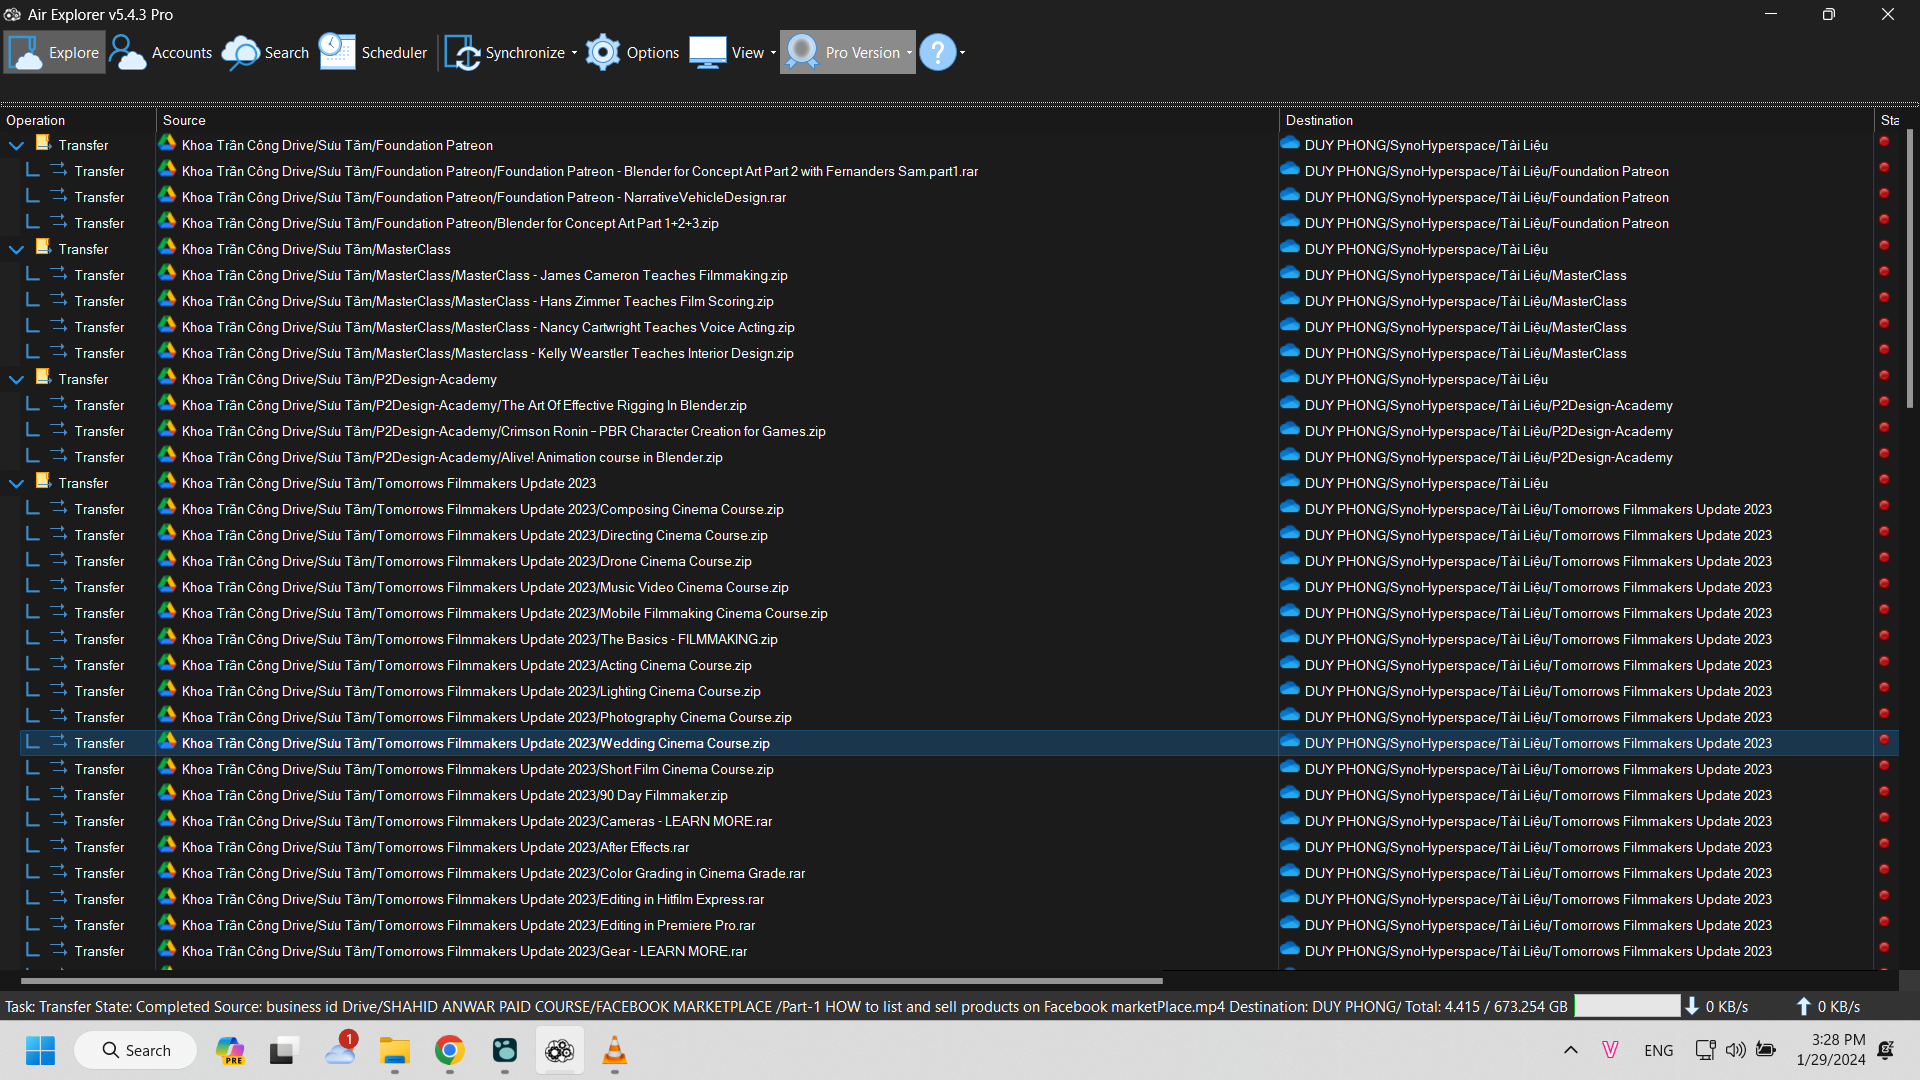 Air Explorer v5.4.3 Pro
Explore Accounts Search Scheduler Synchronize Options View Pro Version ?
Operation Source Destination Sta
Transfer Khoa Trần Công Drive/Sưu Tầm/Foundation Patreon DUY PHONG/SynoHyperspace/Tài Liệu
Transfer Khoa Trần Công Drive/Sưu Tầm/Foundation Patreon/Foundation Patreon - Blender for Concept Art Part 2 with Fernanders Sam.part1.rar DUY PHONG/SynoHyperspace/Tài Liệu/Foundation Patreon
Transfer Khoa Trần Công Drive/Sưu Tầm/Foundation Patreon/Foundation Patreon - NarrativeVehicleDesign.rar DUY PHONG/SynoHyperspace/Tài Liệu/Foundation Patreon
Transfer Khoa Trần Công Drive/Sưu Tầm/Foundation Patreon/Blender for Concept Art Part 1+2+3.zip DUY PHONG/SynoHyperspace/Tài Liệu/Foundation Patreon
Transfer Khoa Trần Công Drive/Sưu Tầm/MasterClass DUY PHONG/SynoHyperspace/Tài Liệu
Transfer Khoa Trần Công Drive/Sưu Tầm/MasterClass/MasterClass - James Cameron Teaches Filmmaking.zip DUY PHONG/SynoHyperspace/Tài Liệu/MasterClass
Transfer Khoa Trần Công Drive/Sưu Tầm/MasterClass/MasterClass - Hans Zimmer Teaches Film Scoring.zip DUY PHONG/SynoHyperspace/Tài Liệu/MasterClass
Transfer Khoa Trần Công Drive/Sưu Tầm/MasterClass/MasterClass - Nancy Cartwright Teaches Voice Acting.zip DUY PHONG/SynoHyperspace/Tài Liệu/MasterClass
Transfer Khoa Trần Công Drive/Sưu Tầm/MasterClass/Masterclass - Kelly Wearstler Teaches Interior Design.zip DUY PHONG/SynoHyperspace/Tài Liệu/MasterClass
Transfer Khoa Trần Công Drive/Sưu Tầm/P2Design-Academy DUY PHONG/SynoHyperspace/Tài Liệu
Transfer Khoa Trần Công Drive/Sưu Tầm/P2Design-Academy/The Art Of Effective Rigging In Blender.zip DUY PHONG/SynoHyperspace/Tài Liệu/P2Design-Academy
Transfer Khoa Trần Công Drive/Sưu Tầm/P2Design-Academy/Crimson Ronin – PBR Character Creation for Games.zip DUY PHONG/SynoHyperspace/Tài Liệu/P2Design-Academy
Transfer Khoa Trần Công Drive/Sưu Tầm/P2Design-Academy/Alive! Animation course in Blender.zip DUY PHONG/SynoHyperspace/Tài Liệu/P2Design-Academy
Transfer Khoa Trần Công Drive/Sưu Tầm/Tomorrows Filmmakers Update 2023 DUY PHONG/SynoHyperspace/Tài Liệu
Transfer Khoa Trần Công Drive/Sưu Tầm/Tomorrows Filmmakers Update 2023/Composing Cinema Course.zip DUY PHONG/SynoHyperspace/Tài Liệu/Tomorrows Filmmakers Update 2023
Transfer Khoa Trần Công Drive/Sưu Tầm/Tomorrows Filmmakers Update 2023/Directing Cinema Course.zip DUY PHONG/SynoHyperspace/Tài Liệu/Tomorrows Filmmakers Update 2023
Transfer Khoa Trần Công Drive/Sưu Tầm/Tomorrows Filmmakers Update 2023/Drone Cinema Course.zip DUY PHONG/SynoHyperspace/Tài Liệu/Tomorrows Filmmakers Update 2023
Transfer Khoa Trần Công Drive/Sưu Tầm/Tomorrows Filmmakers Update 2023/Music Video Cinema Course.zip DUY PHONG/SynoHyperspace/Tài Liệu/Tomorrows Filmmakers Update 2023
Transfer Khoa Trần Công Drive/Sưu Tầm/Tomorrows Filmmakers Update 2023/Mobile Filmmaking Cinema Course.zip DUY PHONG/SynoHyperspace/Tài Liệu/Tomorrows Filmmakers Update 2023
Transfer Khoa Trần Công Drive/Sưu Tầm/Tomorrows Filmmakers Update 2023/The Basics - FILMMAKING.zip DUY PHONG/SynoHyperspace/Tài Liệu/Tomorrows Filmmakers Update 2023
Transfer Khoa Trần Công Drive/Sưu Tầm/Tomorrows Filmmakers Update 2023/Acting Cinema Course.zip DUY PHONG/SynoHyperspace/Tài Liệu/Tomorrows Filmmakers Update 2023
Transfer Khoa Trần Công Drive/Sưu Tầm/Tomorrows Filmmakers Update 2023/Lighting Cinema Course.zip DUY PHONG/SynoHyperspace/Tài Liệu/Tomorrows Filmmakers Update 2023
Transfer Khoa Trần Công Drive/Sưu Tầm/Tomorrows Filmmakers Update 2023/Photography Cinema Course.zip DUY PHONG/SynoHyperspace/Tài Liệu/Tomorrows Filmmakers Update 2023
Transfer Khoa Trần Công Drive/Sưu Tầm/Tomorrows Filmmakers Update 2023/Wedding Cinema Course.zip DUY PHONG/SynoHyperspace/Tài Liệu/Tomorrows Filmmakers Update 2023
Transfer Khoa Trần Công Drive/Sưu Tầm/Tomorrows Filmmakers Update 2023/Short Film Cinema Course.zip DUY PHONG/SynoHyperspace/Tài Liệu/Tomorrows Filmmakers Update 2023
Transfer Khoa Trần Công Drive/Sưu Tầm/Tomorrows Filmmakers Update 2023/90 Day Filmmaker.zip DUY PHONG/SynoHyperspace/Tài Liệu/Tomorrows Filmmakers Update 2023
Transfer Khoa Trần Công Drive/Sưu Tầm/Tomorrows Filmmakers Update 2023/Cameras - LEARN MORE.rar DUY PHONG/SynoHyperspace/Tài Liệu/Tomorrows Filmmakers Update 2023
Transfer Khoa Trần Công Drive/Sưu Tầm/Tomorrows Filmmakers Update 2023/After Effects.rar DUY PHONG/SynoHyperspace/Tài Liệu/Tomorrows Filmmakers Update 2023
Transfer Khoa Trần Công Drive/Sưu Tầm/Tomorrows Filmmakers Update 2023/Color Grading in Cinema Grade.rar DUY PHONG/SynoHyperspace/Tài Liệu/Tomorrows Filmmakers Update 2023
Transfer Khoa Trần Công Drive/Sưu Tầm/Tomorrows Filmmakers Update 2023/Editing in Hitfilm Express.rar DUY PHONG/SynoHyperspace/Tài Liệu/Tomorrows Filmmakers Update 2023
Transfer Khoa Trần Công Drive/Sưu Tầm/Tomorrows Filmmakers Update 2023/Editing in Premiere Pro.rar DUY PHONG/SynoHyperspace/Tài Liệu/Tomorrows Filmmakers Update 2023
Transfer Khoa Trần Công Drive/Sưu Tầm/Tomorrows Filmmakers Update 2023/Gear - LEARN MORE.rar DUY PHONG/SynoHyperspace/Tài Liệu/Tomorrows Filmmakers Update 2023
Task: Transfer State: Completed Source: business id Drive/SHAHID ANWAR PAID COURSE/FACEBOOK MARKETPLACE /Part-1 HOW to list and sell products on Facebook marketPlace.mp4 Destination: DUY PHONG/ Total: 4.415 / 673.254 GB 0 KB/s 0 KB/s
Search PRE 1 V ENG 3:28 PM
1/29/2024